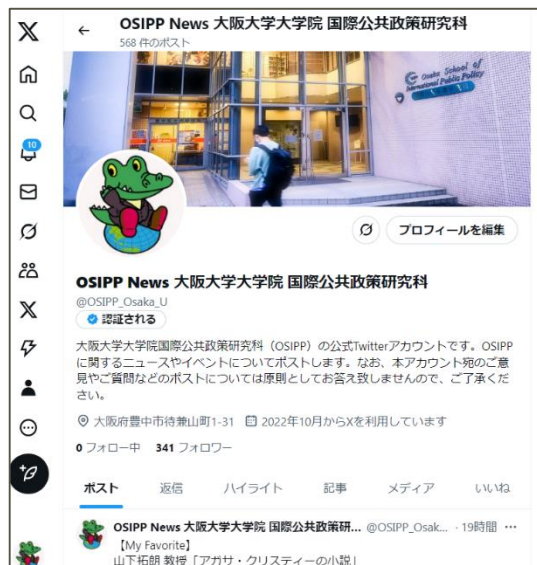 OSIPP News 大阪大学大学院 国際公共政策研究科
568 件のポスト
Osaka School of
International Public Policy
10
プロフィールを編集
OSIPP News 大阪大学大学院 国際公共政策研究科
@OSIPP_Osaka_U
認証される
大阪大学大学院国際公共政策研究科（OSIPP）の公式Twitterアカウントです。OSIPP
に関するニュースやイベントについてポストします。なお、本アカウント宛のご意
見やご質問などのポストについては原則としてお答え致しませんので、ご了承くだ
さい。
大阪府豊中市待兼山町1-31 2022年10月からXを利用しています
0 フォロー中 341 フォロワー
ポスト 返信 ハイライト 記事 メディア いいね
OSIPP News 大阪大学大学院 国際公共政策研... @OSIPP_Osak... · 19時間
【My Favorite】
山下拓朗 教授「アガサ・クリスティーの小説」